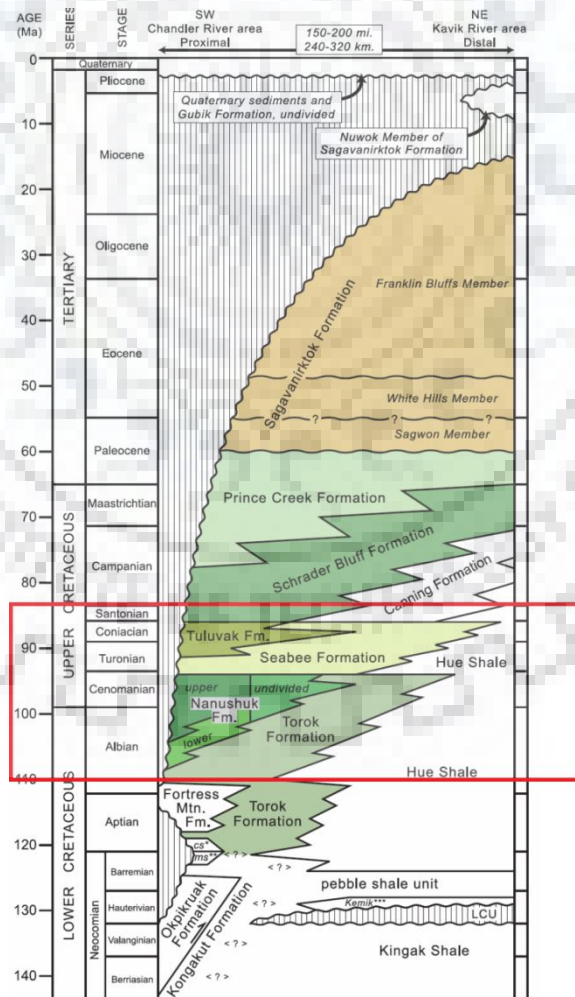 AGE
(Ma)
SERIES
STAGE
SW
Chandler River area
Proximal
150-200 mi.
240-320 km.
NE
Kavik River area
Distal
0
10
20
30
40
50
60
70
80
90
100
110
120
130
140
TERTIARY
UPPER CRETACEOUS
LOWER CRETACEOUS
Neocomian
Quaternary
Pliocene
Miocene
Oligocene
Eocene
Paleocene
Maastrichtian
Campanian
Santonian
Coniacian
Turonian
Cenomanian
Albian
Aptian
Barremian
Hauterivian
Valanginian
Berriasian
Quaternary sediments and
Gubik Formation, undivided
Nuwok Member of
Sagavanirktok Formation
Sagavanirktok Formation
Franklin Bluffs Member
White Hills Member
? ? ?
Sagwon Member
Prince Creek Formation
Schrader Bluff Formation
Canning Formation
Tuluvak Fm.
Seabee Formation
Hue Shale
upper
undivided
Nanushuk
Fm.
lower
Torok
Formation
Hue Shale
Fortress
Mtn.
Fm.
Torok
Formation
cs*
ms**
< ? >
< ? >
pebble shale unit
Kemik***
< ? >
LCU
Okpikruak
Formation
Kongakut Formation
< ? >
Kingak Shale
< ? >